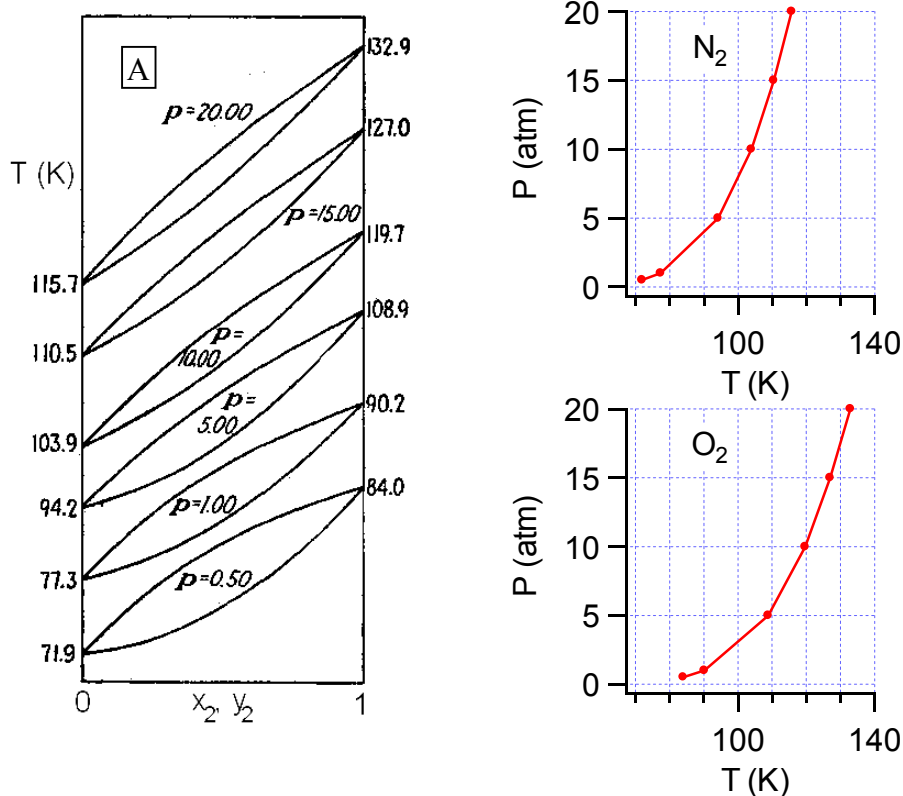 A
132.9
p=20.00
127.0
T (K)
p=15.00
119.7
115.7
108.9
110.5
p=
10.00
p=
5.00
90.2
103.9
84.0
94.2
p=1.00
77.3
p=0.50
71.9
0
x₂, y₂
1
20
N₂
15
P (atm)
10
5
0
100
140
T (K)
20
O₂
15
P (atm)
10
5
0
100
140
T (K)